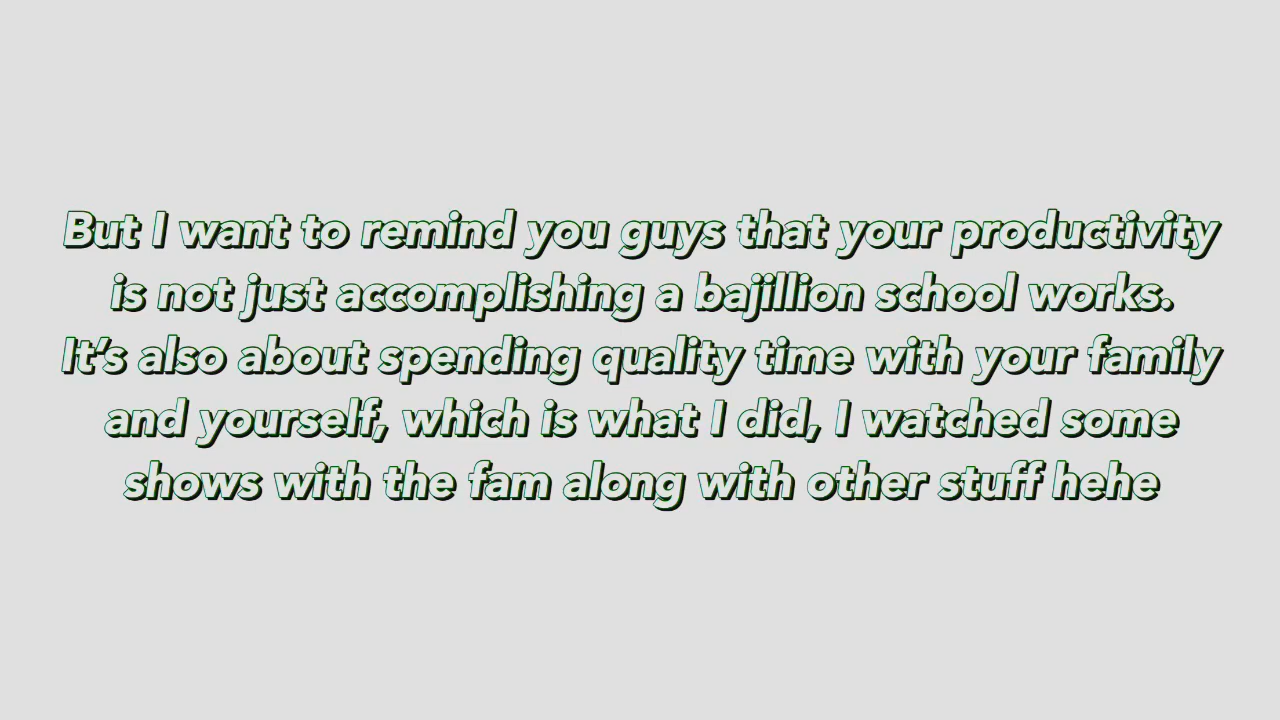 But I want to remind you guys that your productivity
is not just accomplishing a bajillion school works.
It’s also about spending quality time with your family
and yourself, which is what I did, I watched some
shows with the fam along with other stuff hehe